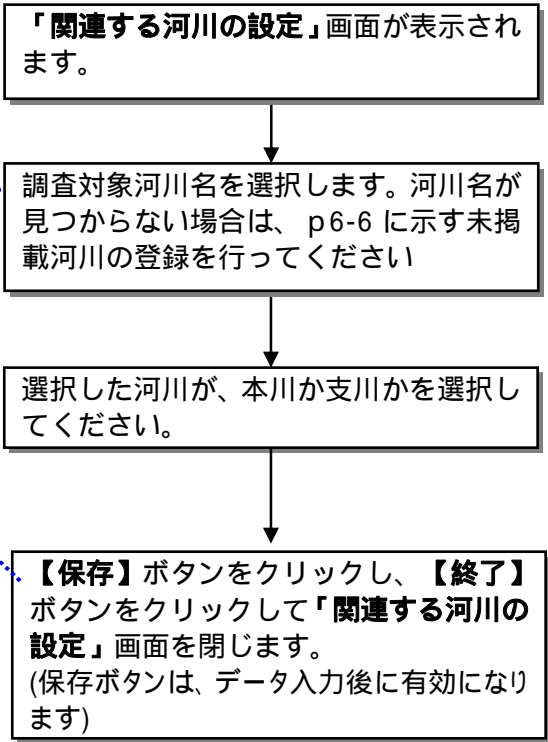 「関連する河川の設定」画面が表示され
ます。
調査対象河川名を選択します。河川名が
見つからない場合は、 p6-6 に示す未掲
載河川の登録を行ってください
選択した河川が、本川か支川かを選択し
てください。
【保存】ボタンをクリックし、【終了】
ボタンをクリックして「関連する河川の
設定」画面を閉じます。
(保存ボタンは、データ入力後に有効になり
ます)